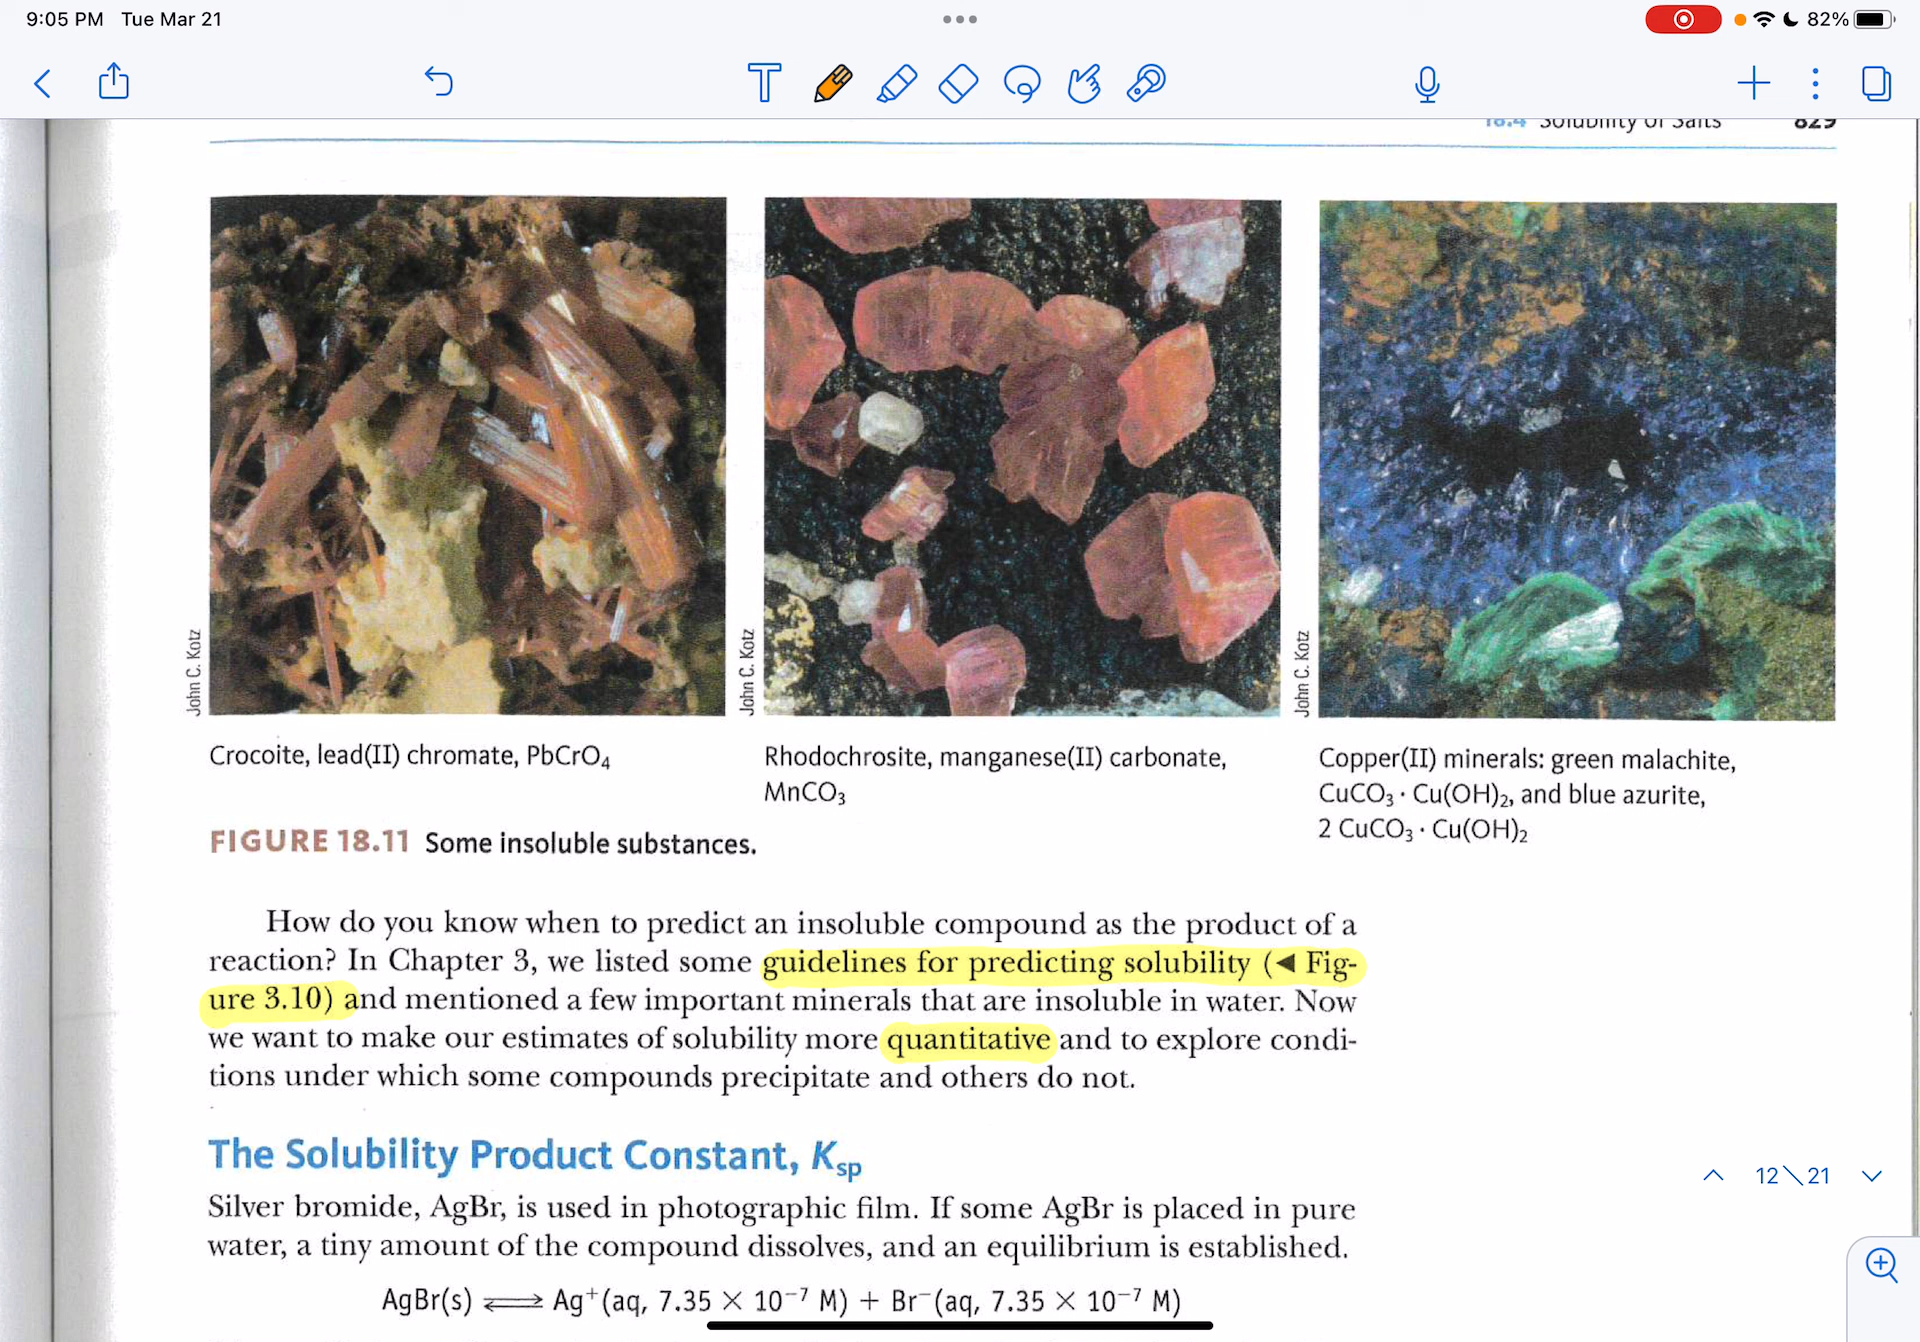 9:05 PM Tue Mar 21
82%
18.4 Solubility of Salts 829
John C. Kotz
John C. Kotz
John C. Kotz
Crocoite, lead(II) chromate, PbCrO₄
Rhodochrosite, manganese(II) carbonate,
MnCO₃
Copper(II) minerals: green malachite,
CuCO₃ · Cu(OH)₂, and blue azurite,
2 CuCO₃ · Cu(OH)₂
FIGURE 18.11 Some insoluble substances.
How do you know when to predict an insoluble compound as the product of a
reaction? In Chapter 3, we listed some guidelines for predicting solubility (◄ Fig-
ure 3.10) and mentioned a few important minerals that are insoluble in water. Now
we want to make our estimates of solubility more quantitative and to explore condi-
tions under which some compounds precipitate and others do not.
The Solubility Product Constant, Ksp
Silver bromide, AgBr, is used in photographic film. If some AgBr is placed in pure
water, a tiny amount of the compound dissolves, and an equilibrium is established.
AgBr(s) ⇌ Ag⁺(aq, 7.35 × 10⁻⁷ M) + Br⁻(aq, 7.35 × 10⁻⁷ M)
12\21